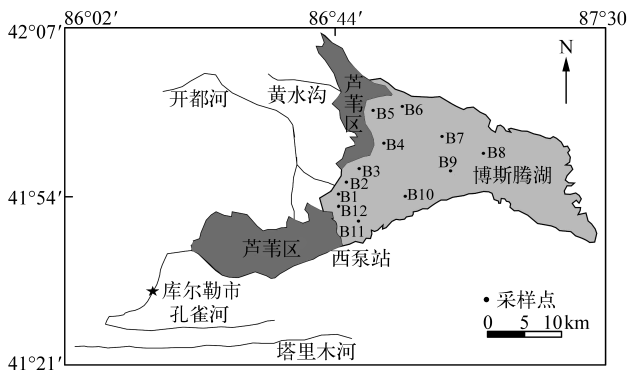 86°02′
86°44′
87°30′
42°07′
N
开都河
黄水沟
芦苇区
B5
B6
B4
B7
B8
B3
B9
博斯腾湖
B2
41°54′
B1
B10
B12
B11
芦苇区
西泵站
库尔勒市
采样点
孔雀河
0 5 10 km
塔里木河
41°21′